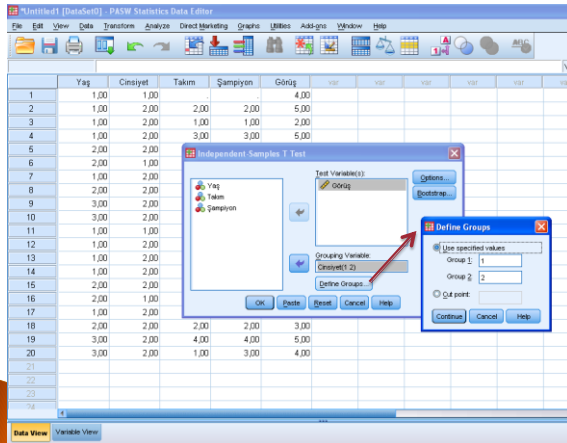 *Untitled1 [DataSet0] - PASW Statistics Data Editor
File Edit View Data Transform Analyze Direct Marketing Graphs Utilities Add-ons Window Help
Yaş Cinsiyet Takım Şampiyon Görüş var var var var var
1 1,00 1,00 . . 4,00
2 1,00 2,00 2,00 2,00 5,00
3 1,00 2,00 1,00 1,00 2,00
4 1,00 2,00 3,00 3,00 5,00
5 2,00 2,00
6 2,00 1,00
7 1,00 2,00
8 2,00 2,00
9 3,00 2,00
10 3,00 2,00
11 1,00 1,00
12 1,00 2,00
13 1,00 2,00
14 1,00 2,00
15 2,00 2,00
16 2,00 1,00
17 1,00 2,00
18 2,00 2,00 2,00 2,00 3,00
19 3,00 2,00 4,00 4,00 5,00
20 3,00 2,00 1,00 3,00 4,00
21
22
23
24
Independent-Samples T Test
Yaş
Takım
Şampiyon
Test Variable(s):
Görüş
Options...
Bootstrap...
Grouping Variable:
Cinsiyet(1 2)
Define Groups...
OK Paste Reset Cancel Help
Define Groups
Use specified values
Group 1: 1
Group 2: 2
Cut point:
Continue Cancel Help
Data View Variable View